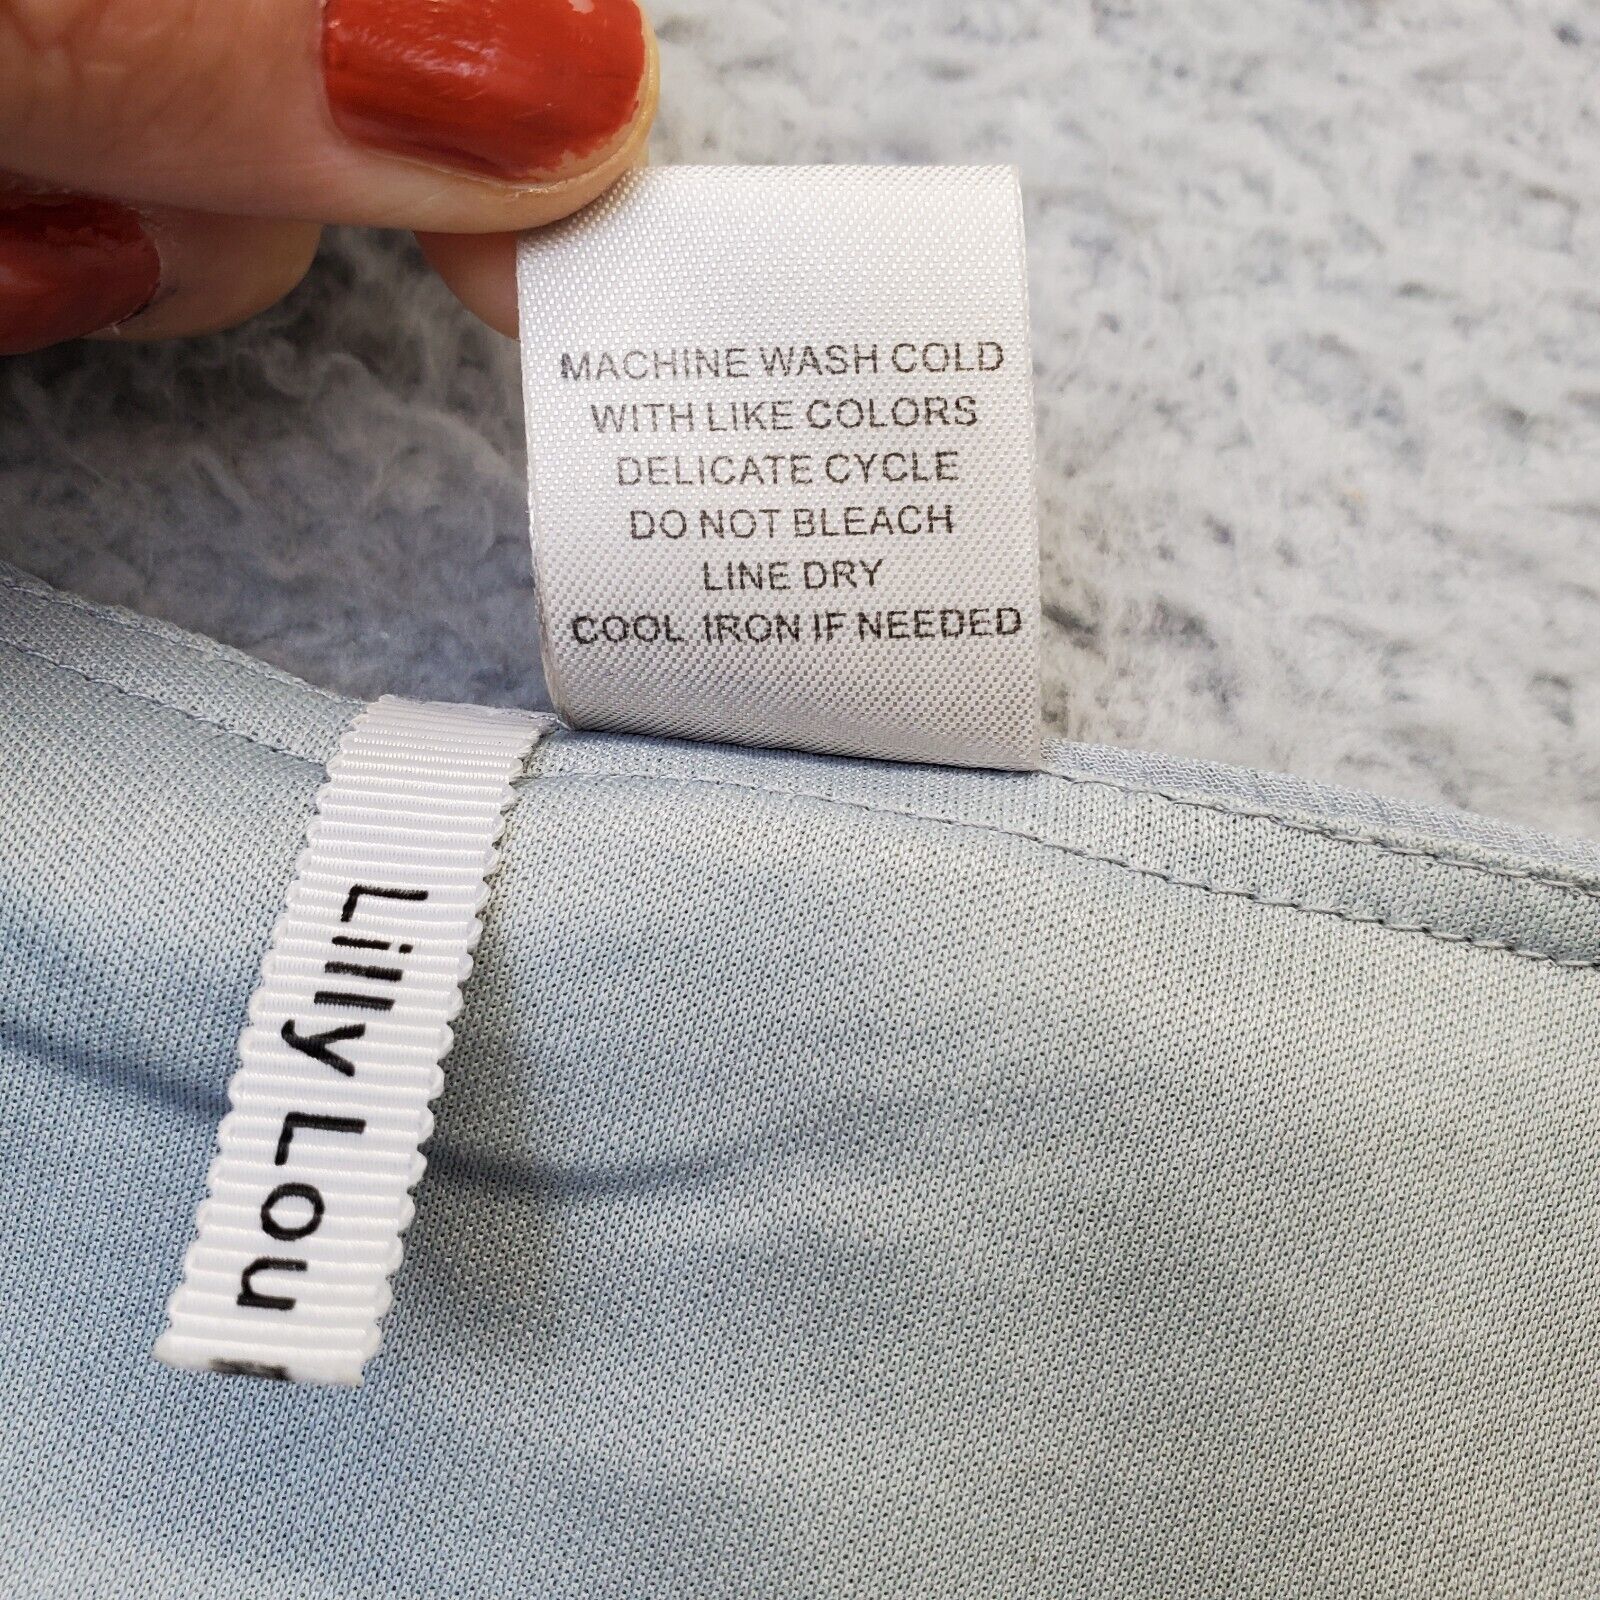 MACHINE WASH COLD
WITH LIKE COLORS
DELICATE CYCLE
DO NOT BLEACH
LINE DRY
COOL IRON IF NEEDED
Lilly Lou